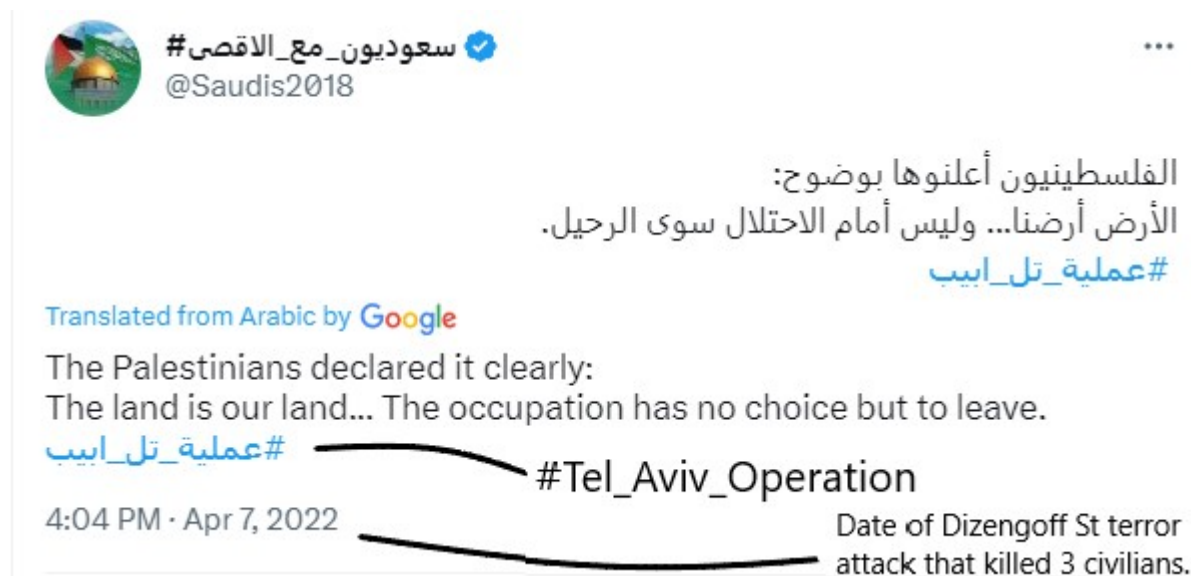 #سعوديون_مع_الاقصى
@Saudis2018
الفلسطينيون أعلنوها بوضوح:
الأرض أرضنا... وليس أمام الاحتلال سوى الرحيل.
#عملية_تل_ابيب
Translated from Arabic by Google
The Palestinians declared it clearly:
The land is our land... The occupation has no choice but to leave.
#عملية_تل_ابيب
#Tel_Aviv_Operation
4:04 PM · Apr 7, 2022
Date of Dizengoff St terror
attack that killed 3 civilians.